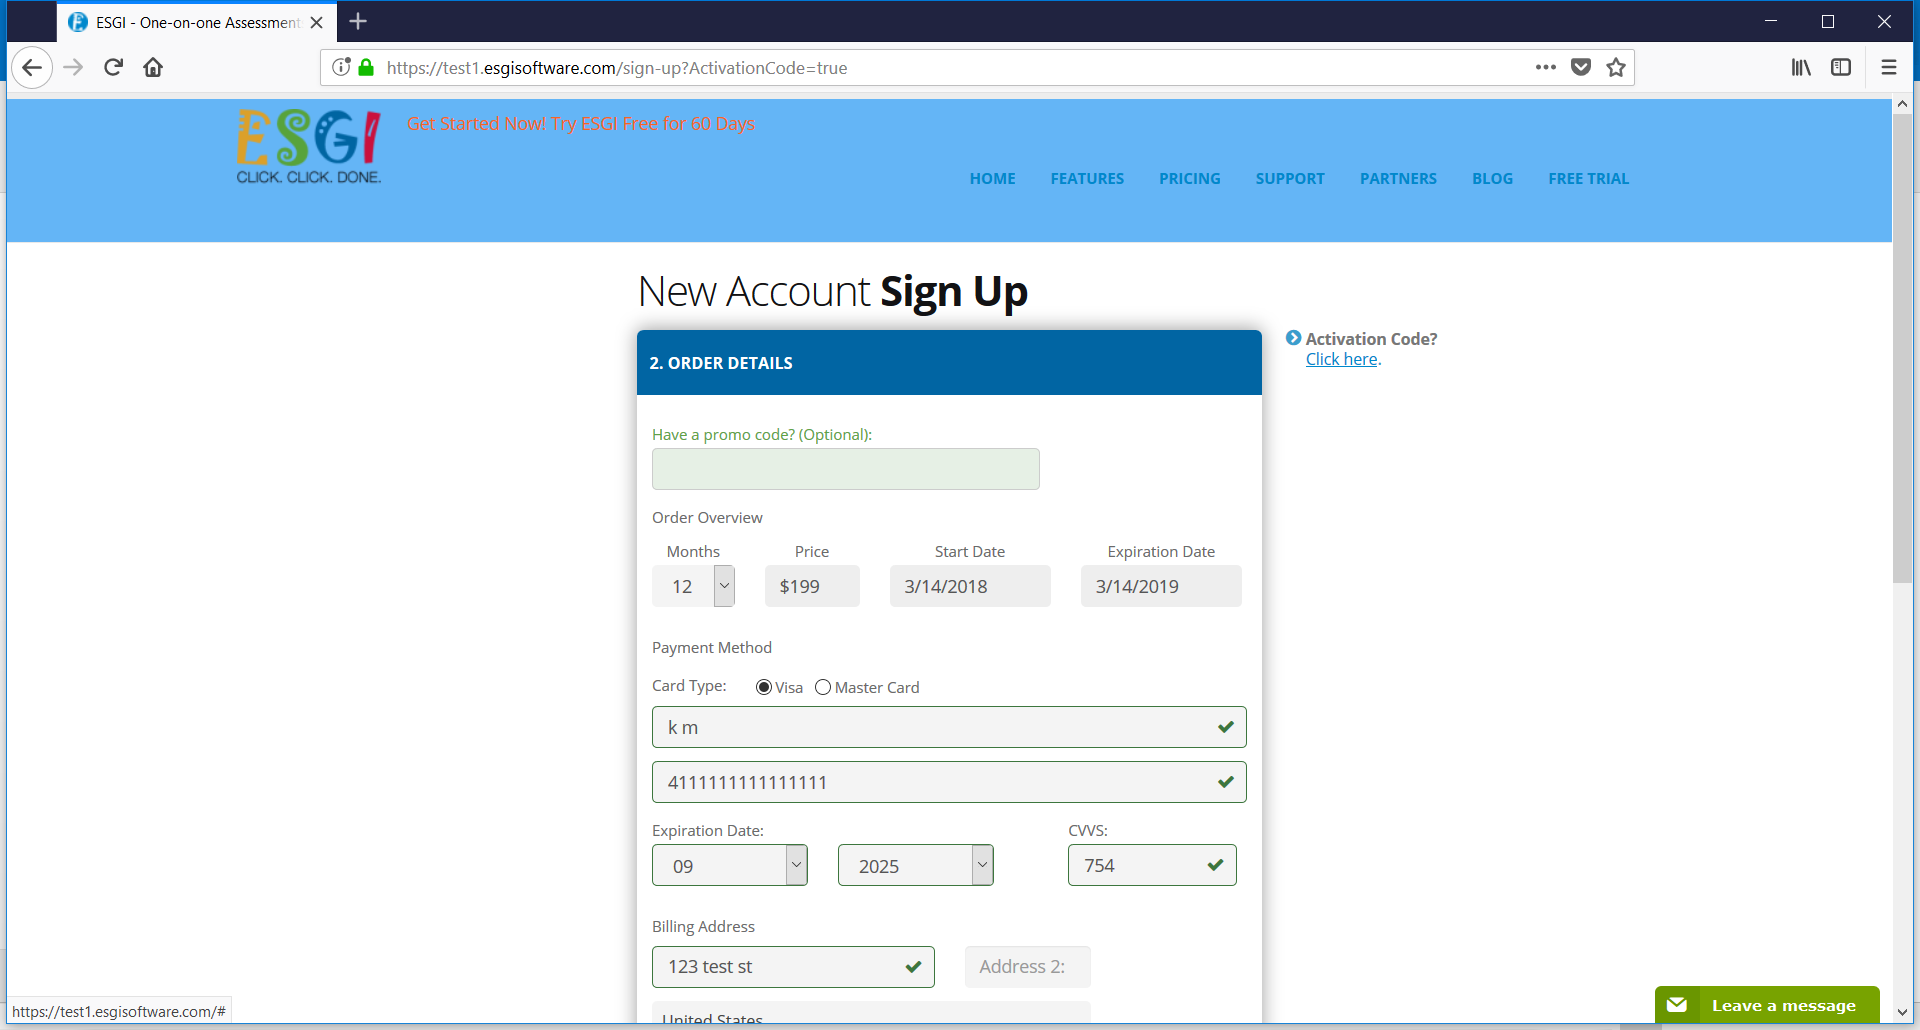 ESGI - One-on-one Assessment
https://test1.esgisoftware.com/sign-up?ActivationCode=true
ESGI
CLICK. CLICK. DONE.
Get Started Now! Try ESGI Free for 60 Days
HOME FEATURES PRICING SUPPORT PARTNERS BLOG FREE TRIAL
New Account Sign Up
2. ORDER DETAILS
Activation Code?
Click here.
Have a promo code? (Optional):
Order Overview
Months Price Start Date Expiration Date
12 $199 3/14/2018 3/14/2019
Payment Method
Card Type: Visa Master Card
k m
4111111111111111
Expiration Date: CVVS:
09 2025 754
Billing Address
123 test st Address 2:
United States
https://test1.esgisoftware.com/#
Leave a message